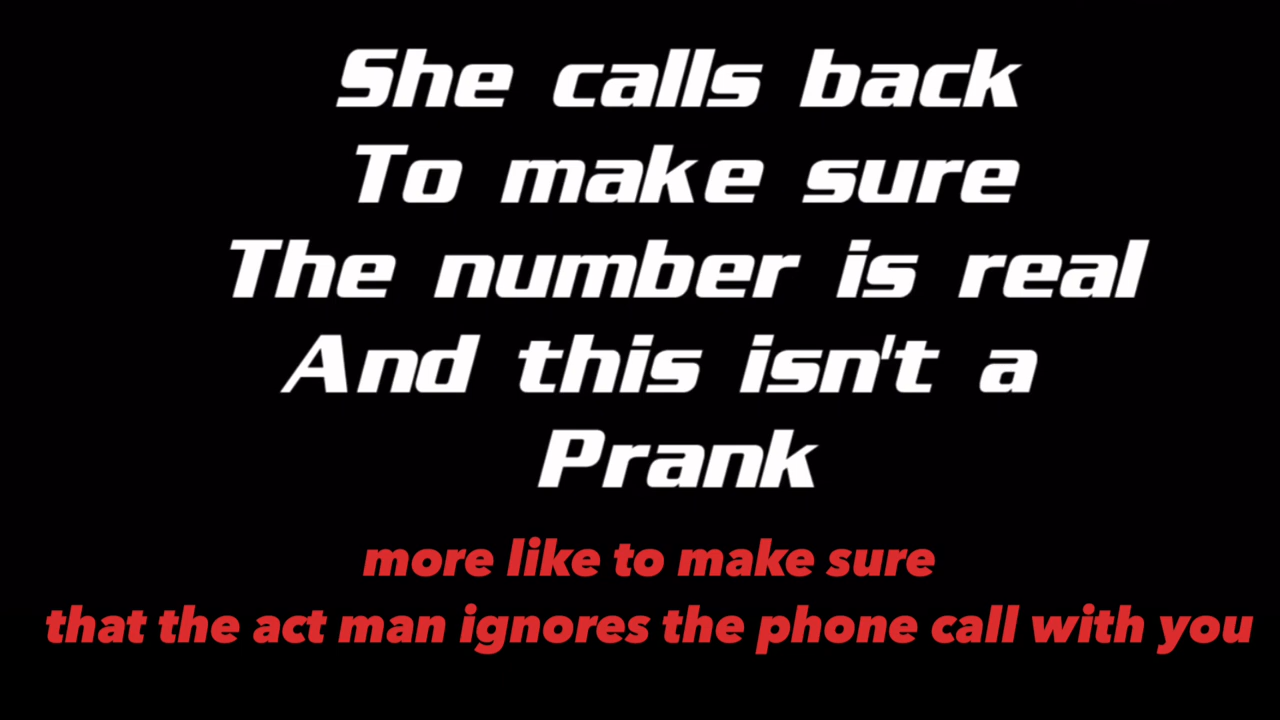 She calls back
To make sure
The number is real
And this isn't a
Prank
more like to make sure
that the act man ignores the phone call with you